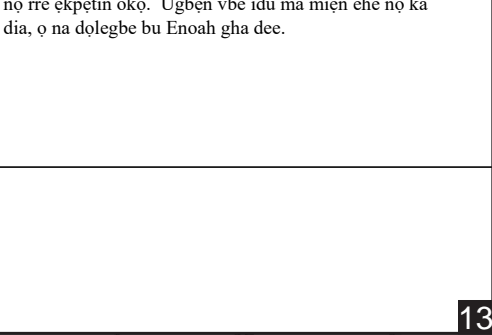 nọ rre ẹkpẹtin okọ. Ugbẹn vbe idu ma miẹn ehe nọ ka
dia, ọ na dọlegbe bu Enoah gha dee.
13